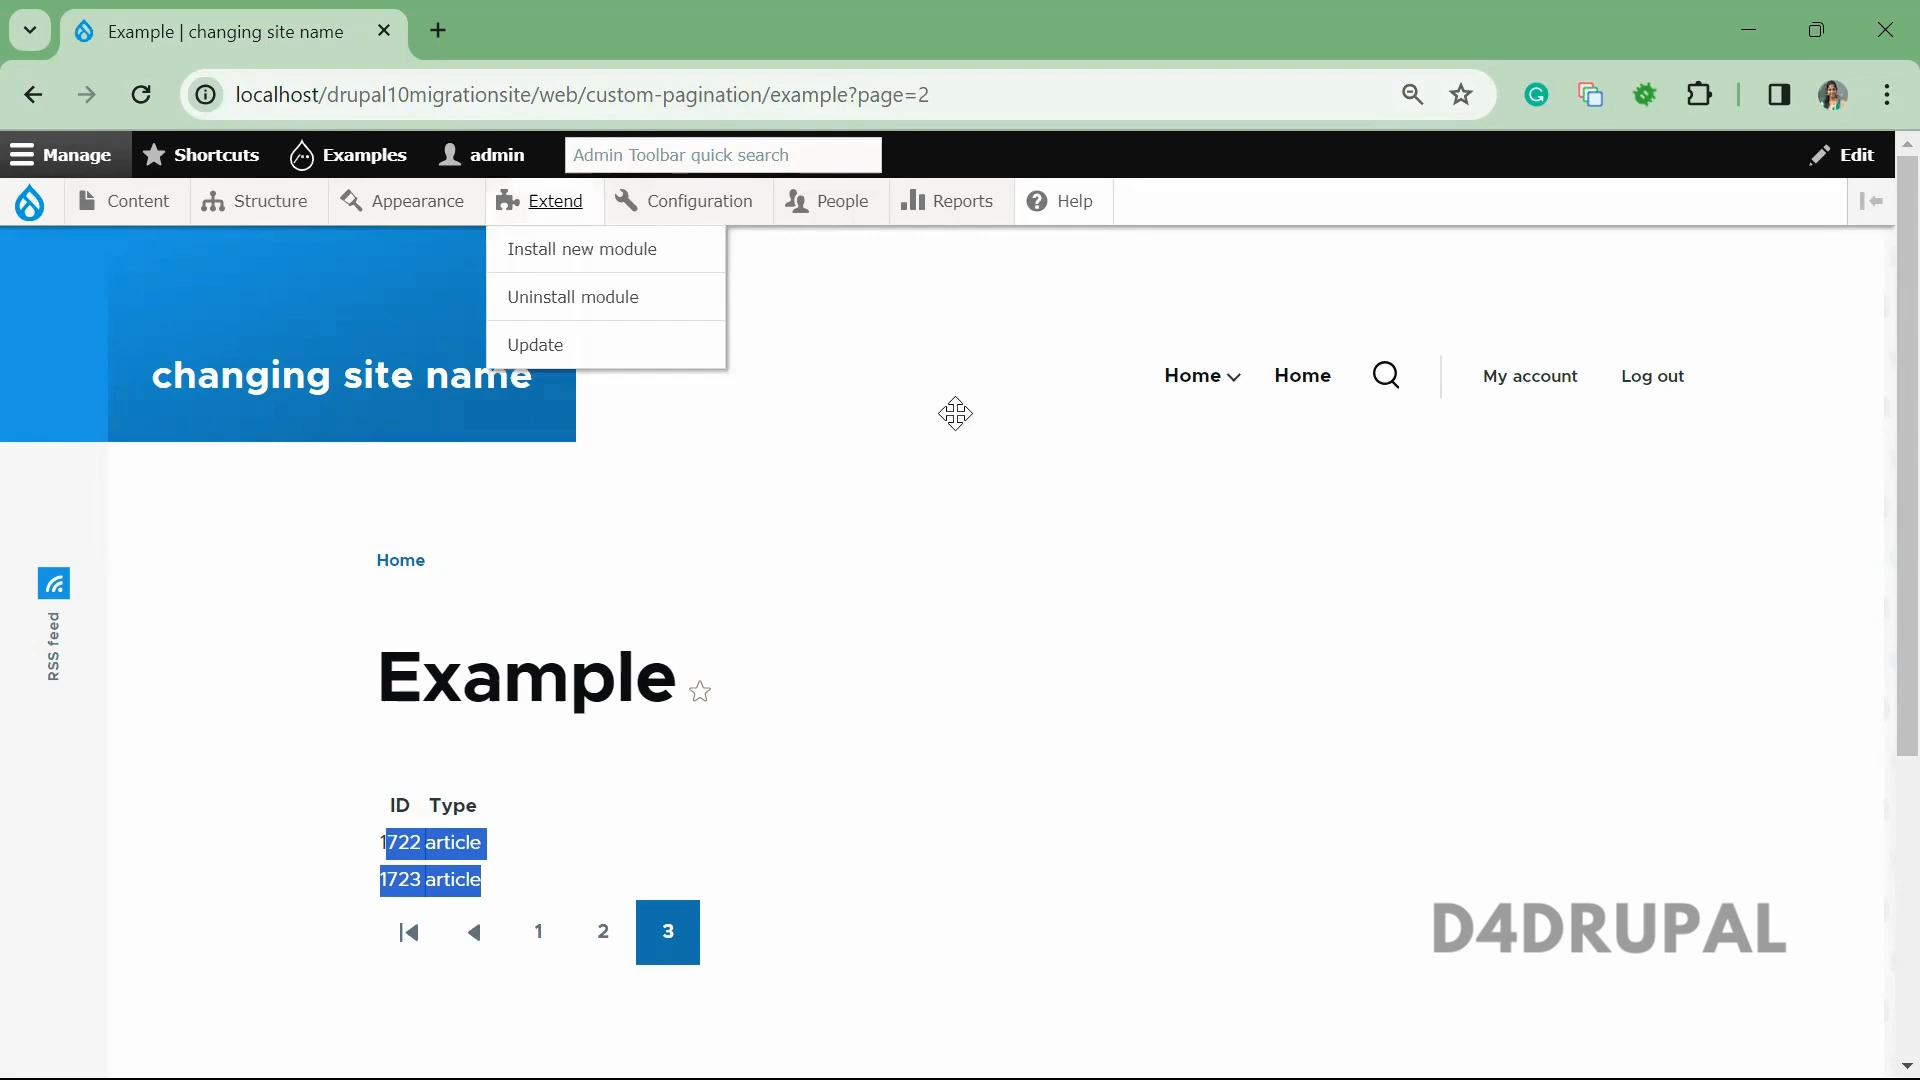 Example | changing site name
localhost/drupal10migrationsite/web/custom-pagination/example?page=2
Manage Shortcuts Examples admin Admin Toolbar quick search Edit
Content Structure Appearance Extend Configuration People Reports Help
Install new module
Uninstall module
Update
changing site name
Home Home My account Log out
Home
RSS feed
Example
ID Type
1722 article
1723 article
1 2 3
D4DRUPAL